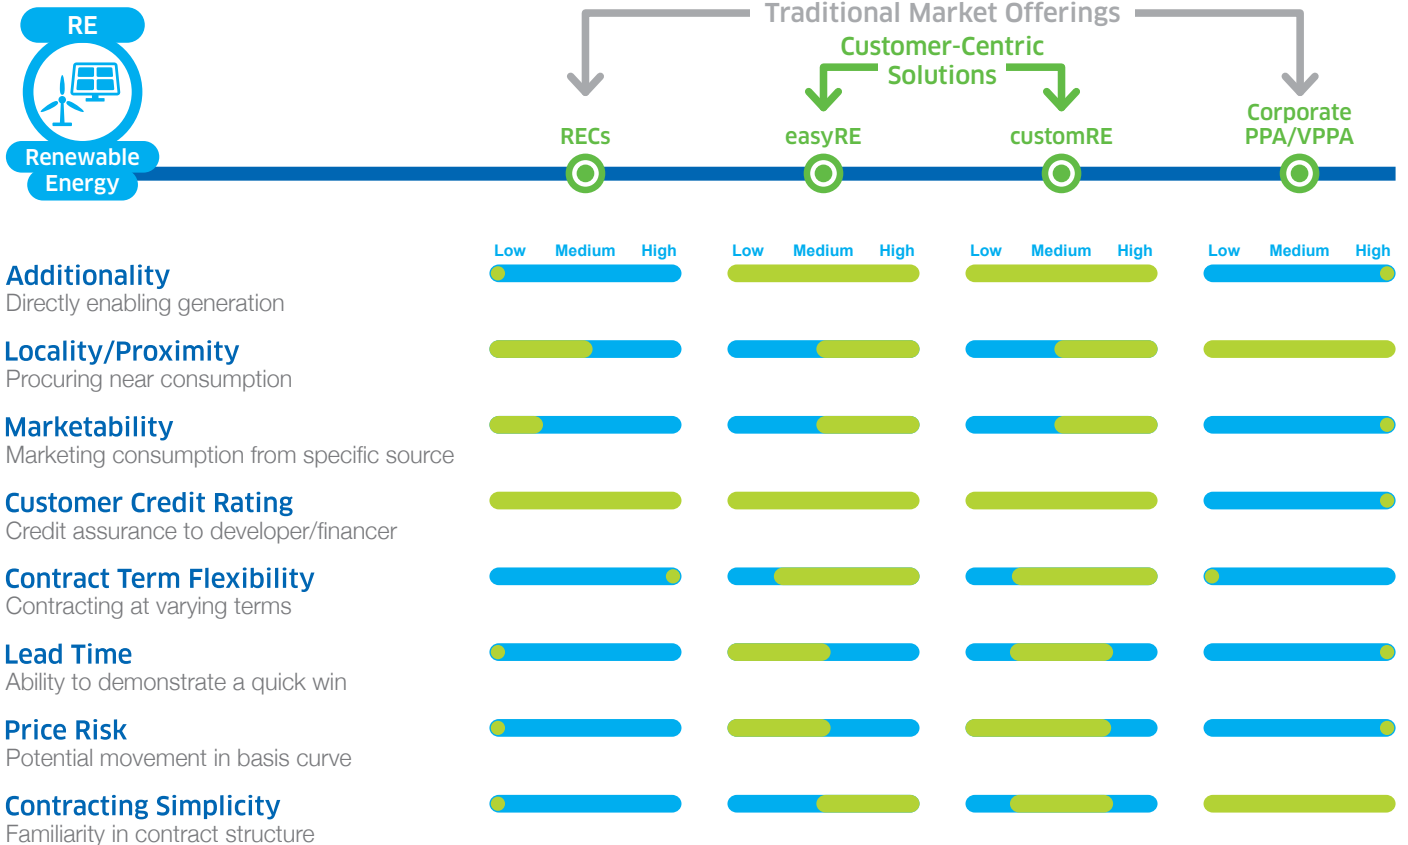 RE
Renewable
Energy
Traditional Market Offerings
Customer-Centric
Solutions
RECs
easyRE
customRE
Corporate
PPA/VPPA
Low Medium High Low Medium High Low Medium High Low Medium High
Additionality
Directly enabling generation
Locality/Proximity
Procuring near consumption
Marketability
Marketing consumption from specific source
Customer Credit Rating
Credit assurance to developer/financer
Contract Term Flexibility
Contracting at varying terms
Lead Time
Ability to demonstrate a quick win
Price Risk
Potential movement in basis curve
Contracting Simplicity
Familiarity in contract structure